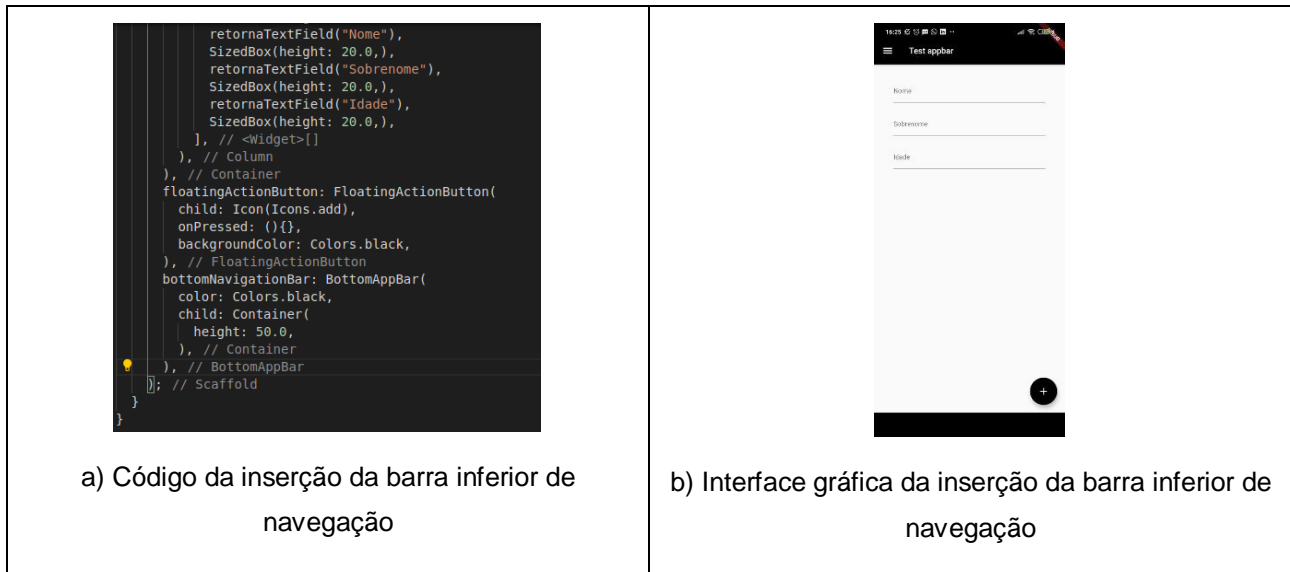 retornaTextField("Nome"),
SizedBox(height: 20.0,),
retornaTextField("Sobrenome"),
SizedBox(height: 20.0,),
retornaTextField("Idade"),
SizedBox(height: 20.0,),
], // <Widget>[]
), // Column
), // Container
floatingActionButton: FloatingActionButton(
child: Icon(Icons.add),
onPressed: (){},
backgroundColor: Colors.black,
), // FloatingActionButton
bottomNavigationBar: BottomAppBar(
color: Colors.black,
child: Container(
height: 50.0,
), // Container
), // BottomAppBar
); // Scaffold
}
}
a) Código da inserção da barra inferior de
navegação
16:25
Test appbar
Nome
Sobrenome
Idade
+
b) Interface gráfica da inserção da barra inferior de
navegação